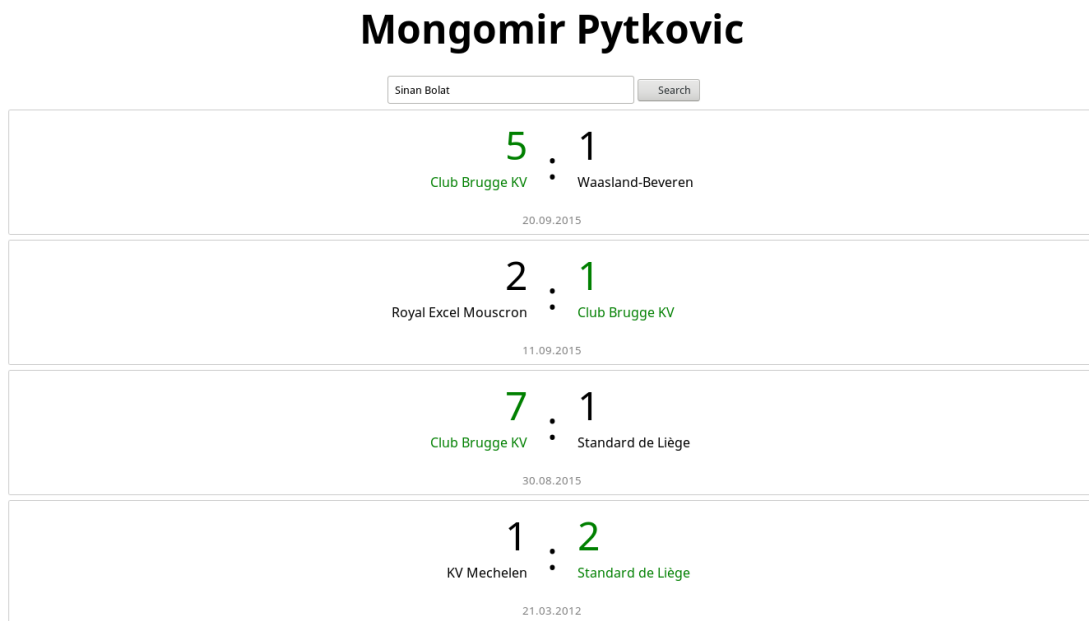 Mongomir Pytkovic
Sinan Bolat Search
5 : 1
Club Brugge KV Waasland-Beveren
20.09.2015
2 : 1
Royal Excel Mouscron Club Brugge KV
11.09.2015
7 : 1
Club Brugge KV Standard de Liège
30.08.2015
1 : 2
KV Mechelen Standard de Liège
21.03.2012